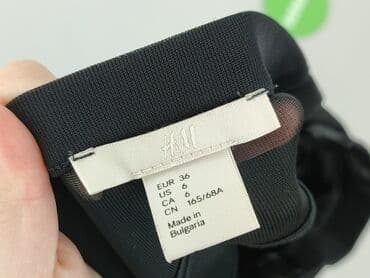 H&M
EUR 36
US 6
CA 6
CN 165/68A
Made in
Bulgaria